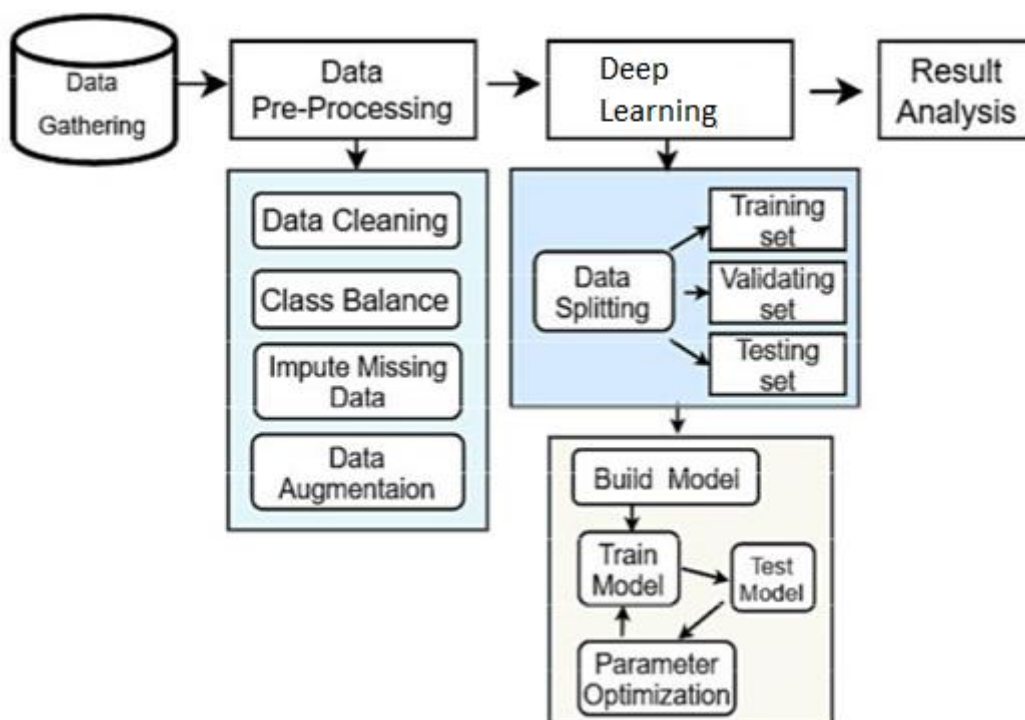 Data
Gathering
Data
Pre-Processing
Deep
Learning
Result
Analysis
Data Cleaning
Class Balance
Impute Missing
Data
Data
Augmentaion
Data
Splitting
Training
set
Validating
set
Testing
set
Build Model
Train
Model
Test
Model
Parameter
Optimization